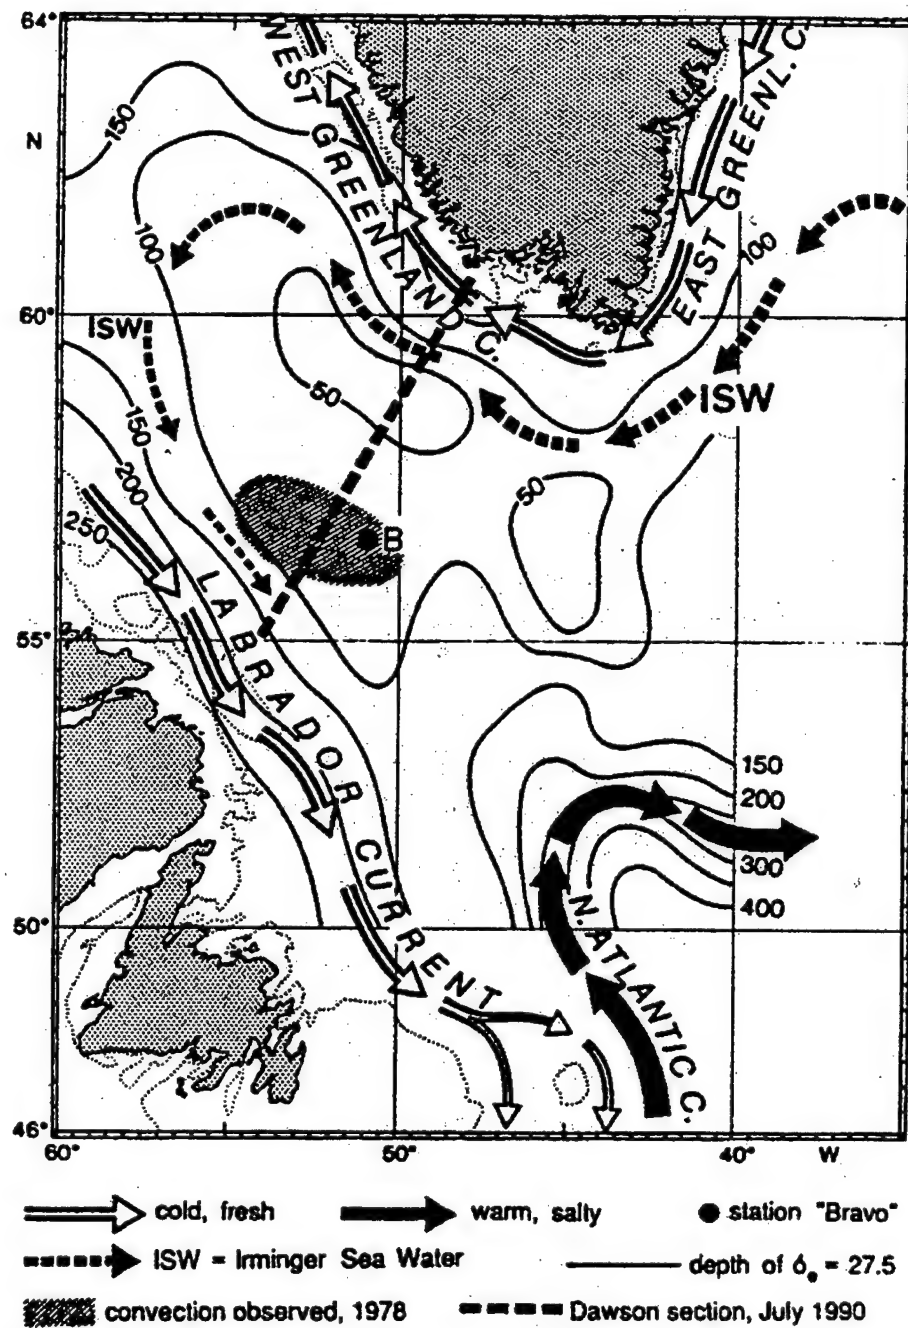 64°
N
60°
55°
50°
46°
60°
50°
40°
W
WEST GREENLAND C.
EAST GREENL. C.
150
100
100
ISW
ISW
50
50
150
200
250
B
LABRADOR CURRENT
N. ATLANTIC C.
150
200
300
400
cold, fresh
warm, salty
station "Bravo"
ISW = Irminger Sea Water
depth of σₒ = 27.5
convection observed, 1978
Dawson section, July 1990